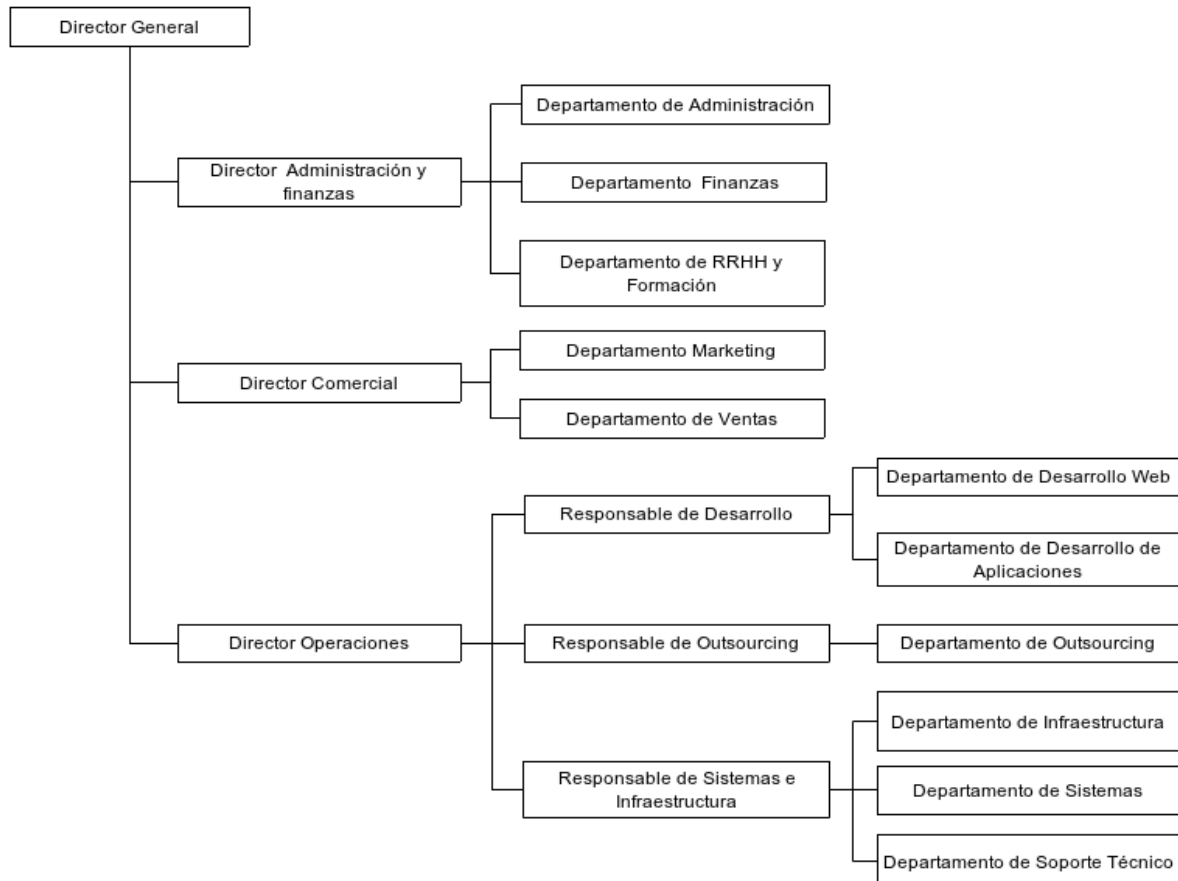 Director General
Departamento de Administración
Director  Administración y
finanzas
Departamento  Finanzas
Departamento de RRHH y
Formación
Departamento Marketing
Director Comercial
Departamento de Ventas
Departamento de Desarrollo Web
Responsable de Desarrollo
Departamento de Desarrollo de
Aplicaciones
Director Operaciones
Responsable de Outsourcing
Departamento de Outsourcing
Departamento de Infraestructura
Responsable de Sistemas e
Infraestructura
Departamento de Sistemas
Departamento de Soporte Técnico